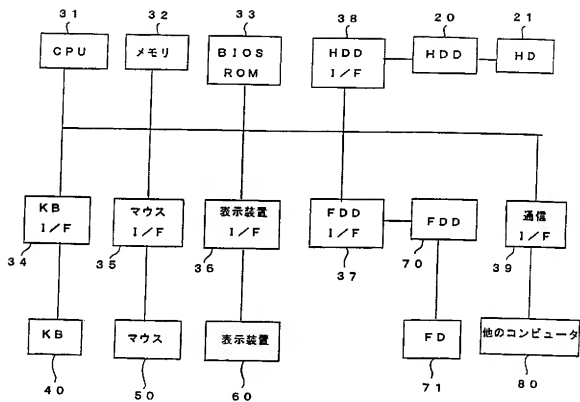 31
32
33
38
20
21
CPU
メモリ
BIOS
ROM
HDD
I/F
HDD
HD
KB
I/F
マウス
I/F
表示装置
I/F
FDD
I/F
FDD
通信
I/F
34
35
36
37
70
39
KB
マウス
表示装置
FD
他のコンピュータ
40
50
60
71
80